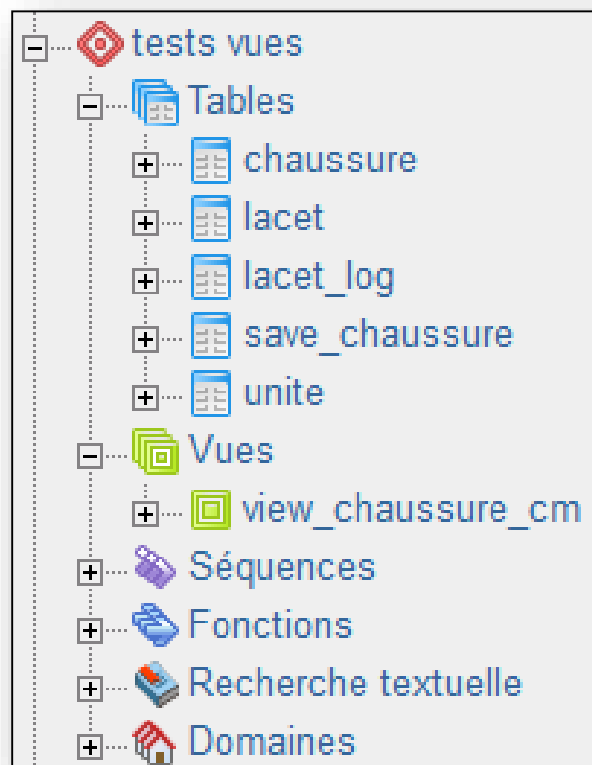 tests vues
Tables
chaussure
lacet
lacet_log
save_chaussure
unite
Vues
view_chaussure_cm
Séquences
Fonctions
Recherche textuelle
Domaines